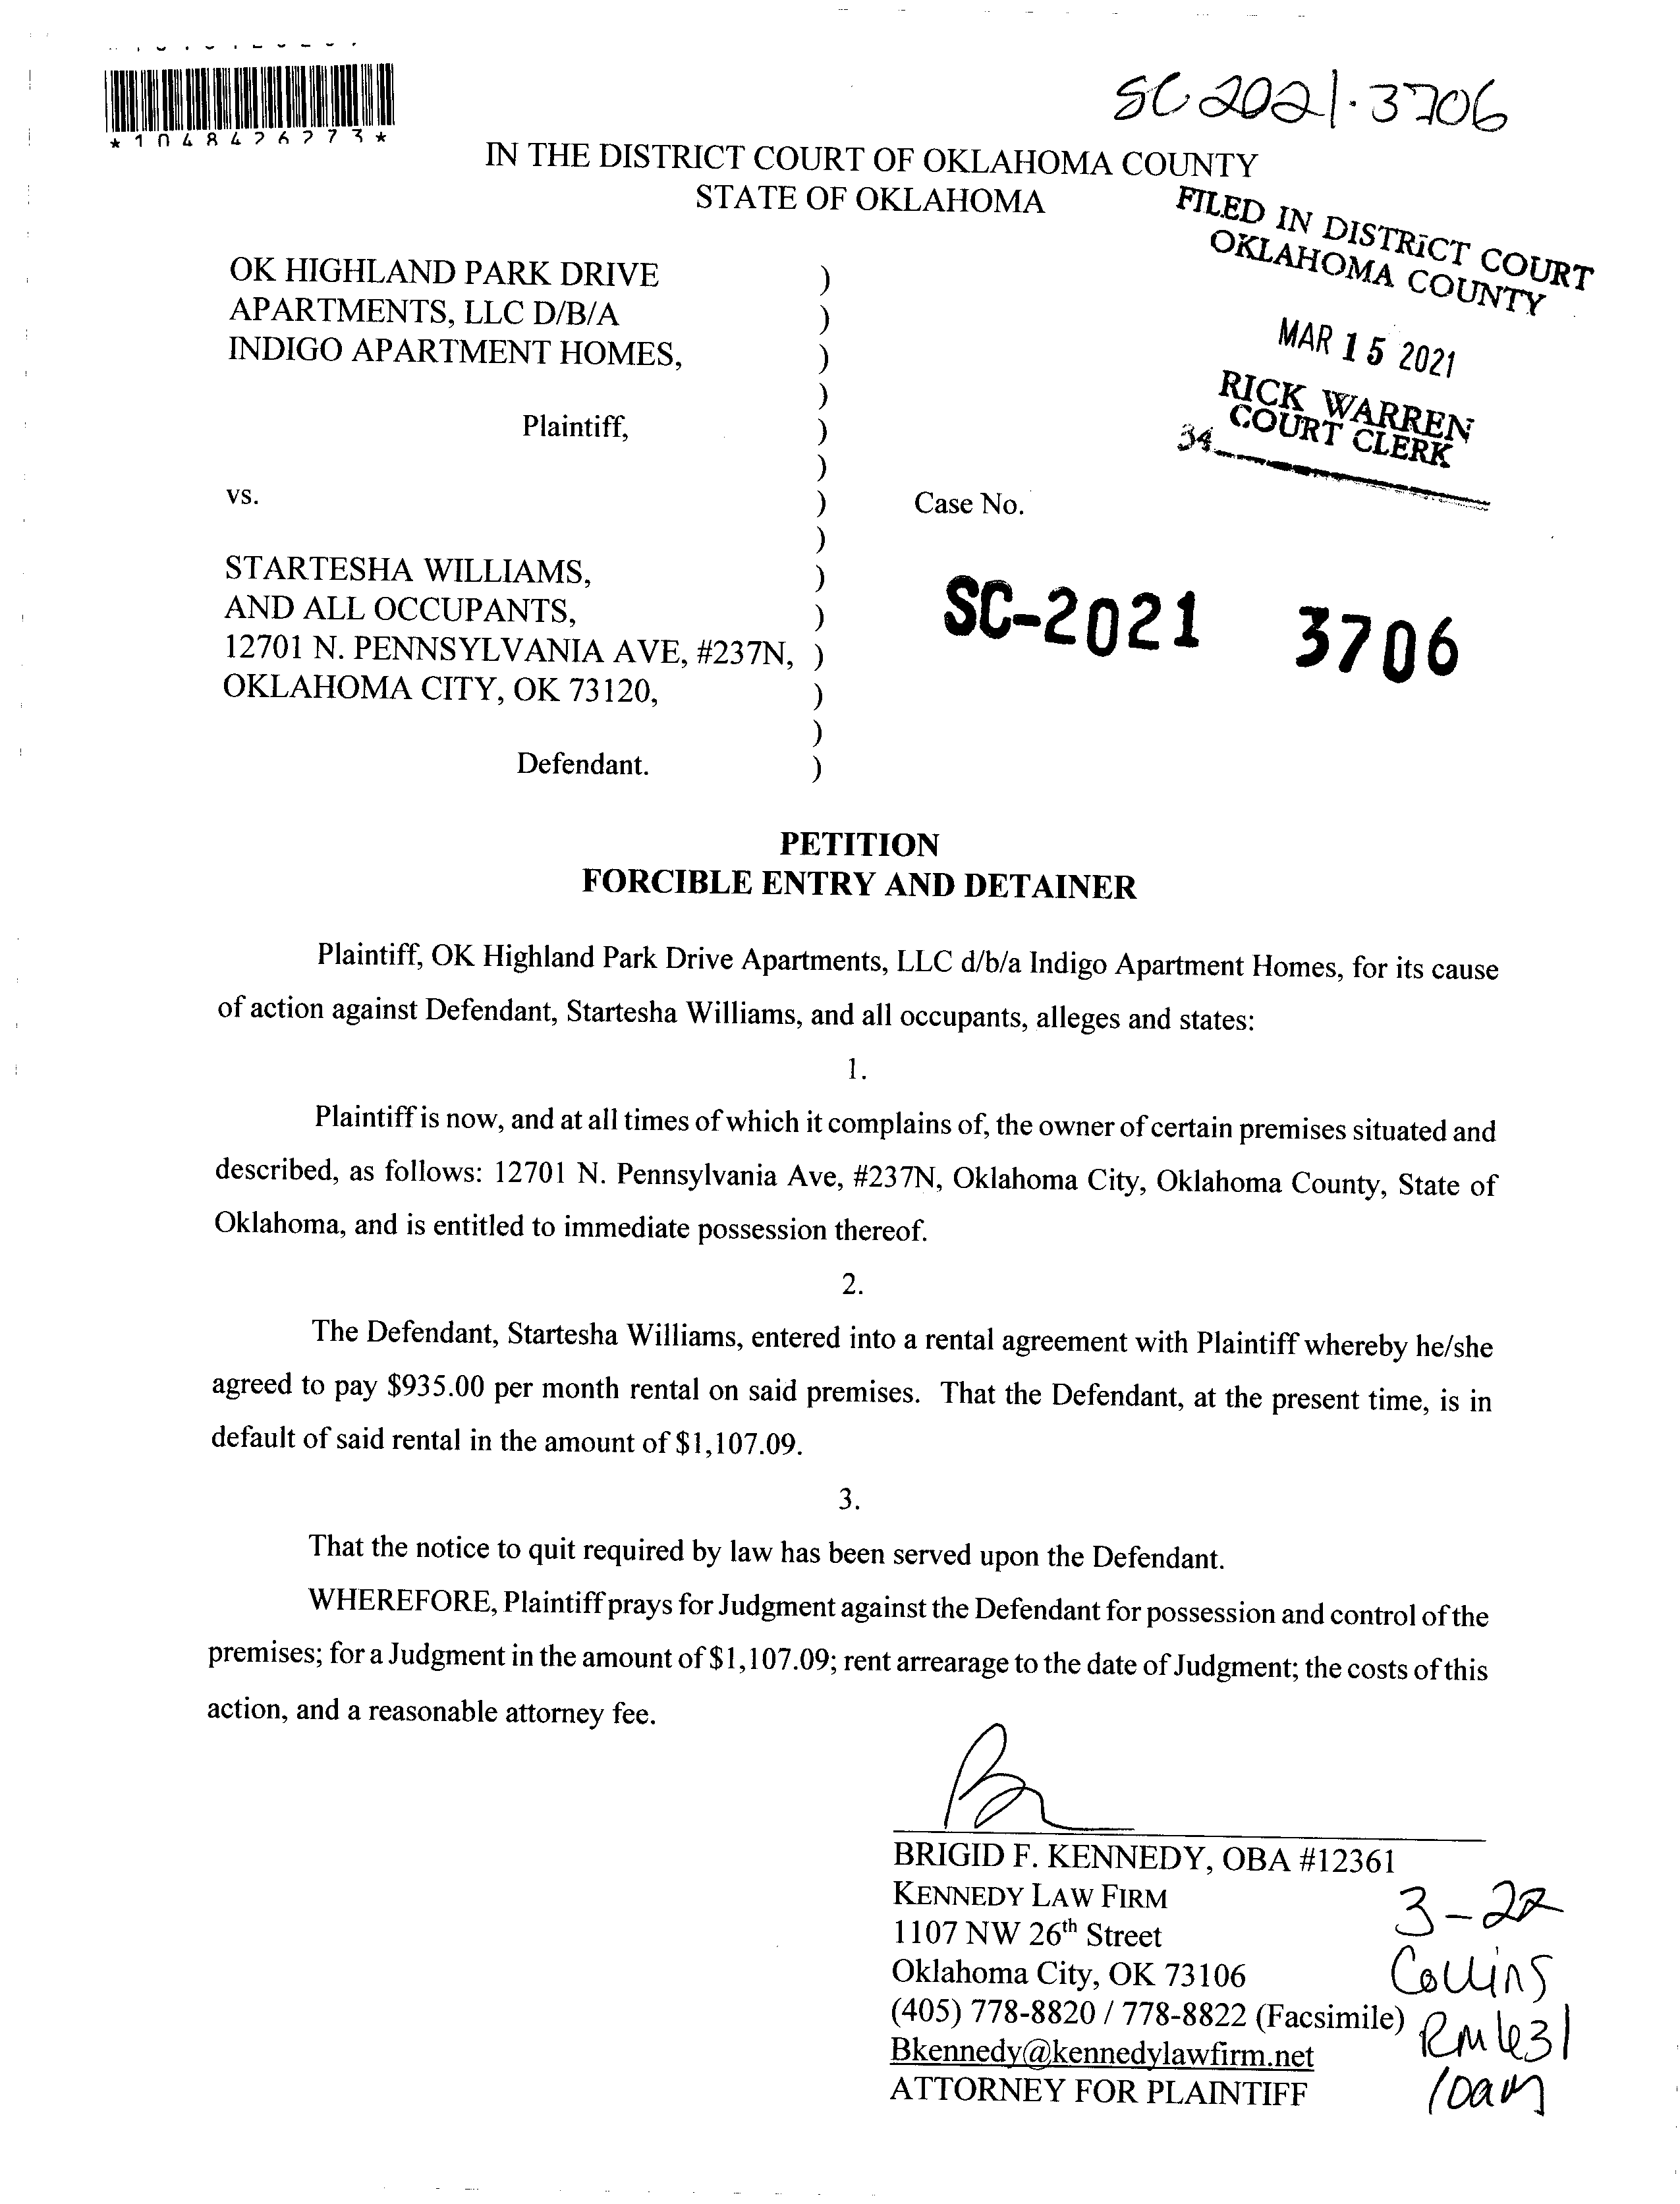 *1048426273*
SC 2021-3706
IN THE DISTRICT COURT OF OKLAHOMA COUNTY
STATE OF OKLAHOMA
FILED IN DISTRICT COURT
OKLAHOMA COUNTY
MAR 15 2021
RICK WARREN
COURT CLERK
34
OK HIGHLAND PARK DRIVE )
APARTMENTS, LLC D/B/A )
INDIGO APARTMENT HOMES, )
)
Plaintiff, )
)
vs. ) Case No.
)
STARTESHA WILLIAMS, )
AND ALL OCCUPANTS, ) SC-2021 3706
12701 N. PENNSYLVANIA AVE, #237N, )
OKLAHOMA CITY, OK 73120, )
)
Defendant. )
PETITION
FORCIBLE ENTRY AND DETAINER
Plaintiff, OK Highland Park Drive Apartments, LLC d/b/a Indigo Apartment Homes, for its cause
of action against Defendant, Startesha Williams, and all occupants, alleges and states:
1.
Plaintiff is now, and at all times of which it complains of, the owner of certain premises situated and
described, as follows: 12701 N. Pennsylvania Ave, #237N, Oklahoma City, Oklahoma County, State of
Oklahoma, and is entitled to immediate possession thereof.
2.
The Defendant, Startesha Williams, entered into a rental agreement with Plaintiff whereby he/she
agreed to pay $935.00 per month rental on said premises. That the Defendant, at the present time, is in
default of said rental in the amount of $1,107.09.
3.
That the notice to quit required by law has been served upon the Defendant.
WHEREFORE, Plaintiff prays for Judgment against the Defendant for possession and control of the
premises; for a Judgment in the amount of $1,107.09; rent arrearage to the date of Judgment; the costs of this
action, and a reasonable attorney fee.
BRIGID F. KENNEDY, OBA #12361
KENNEDY LAW FIRM
1107 NW 26th Street
Oklahoma City, OK 73106
(405) 778-8820 / 778-8822 (Facsimile)
Bkennedy@kennedylawfirm.net
ATTORNEY FOR PLAINTIFF
3-22
Collins
Rm 631
10am